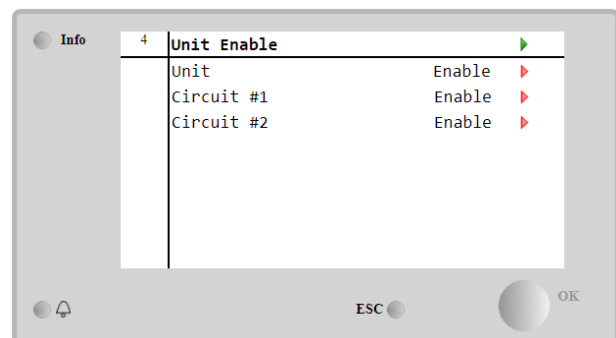 Info
4 Unit Enable
Unit Enable
Circuit #1 Enable
Circuit #2 Enable
ESC
OK